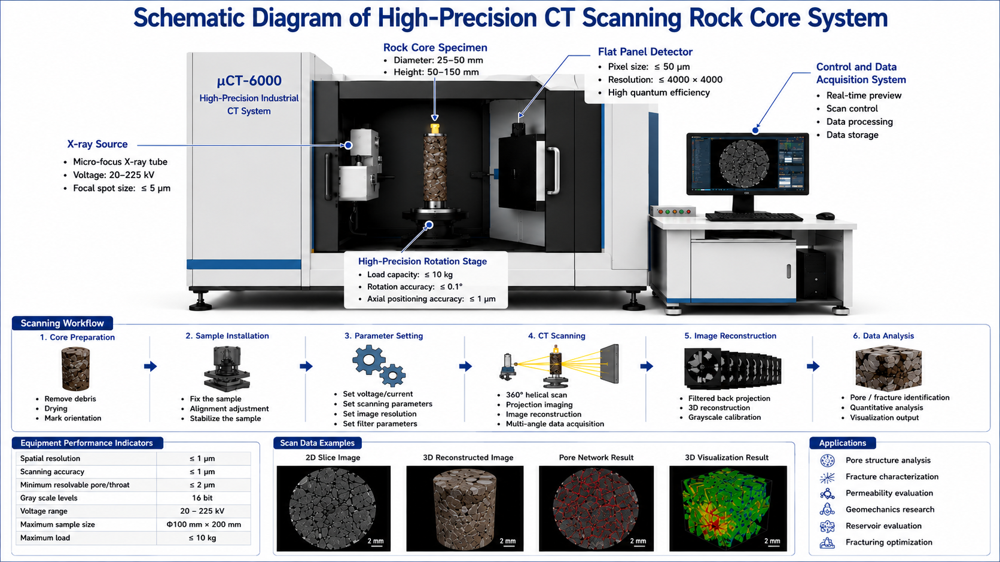 Schematic Diagram of High-Precision CT Scanning Rock Core System
Rock Core Specimen
• Diameter: 25–50 mm
• Height: 50–150 mm
Flat Panel Detector
• Pixel size: ≤ 50 μm
• Resolution: ≤ 4000 × 4000
• High quantum efficiency
Control and Data
Acquisition System
• Real-time preview
• Scan control
• Data processing
• Data storage
μCT-6000
High-Precision Industrial
CT System
X-ray Source
• Micro-focus X-ray tube
• Voltage: 20–225 kV
• Focal spot size: ≤ 5 μm
High-Precision Rotation Stage
• Load capacity: ≤ 10 kg
• Rotation accuracy: ≤ 0.1°
• Axial positioning accuracy: ≤ 1 μm
Scanning Workflow
1. Core Preparation
• Remove debris
• Drying
• Mark orientation
2. Sample Installation
• Fix the sample
• Alignment adjustment
• Stabilize the sample
3. Parameter Setting
• Set voltage/current
• Set scanning parameters
• Set image resolution
• Set filter parameters
4. CT Scanning
• 360° helical scan
• Projection imaging
• Image reconstruction
• Multi-angle data acquisition
5. Image Reconstruction
• Filtered back projection
• 3D reconstruction
• Grayscale calibration
6. Data Analysis
• Pore / fracture identification
• Quantitative analysis
• Visualization output
Equipment Performance Indicators
Spatial resolution ≤ 1 μm
Scanning accuracy ≤ 1 μm
Minimum resolvable pore/throat ≤ 2 μm
Gray scale levels 16 bit
Voltage range 20 – 225 kV
Maximum sample size Φ100 mm × 200 mm
Maximum load ≤ 10 kg
Scan Data Examples
2D Slice Image
2 mm
3D Reconstructed Image
2 mm
Pore Network Result
2 mm
3D Visualization Result
2 mm
Applications
Pore structure analysis
Fracture characterization
Permeability evaluation
Geomechanics research
Reservoir evaluation
Fracturing optimization